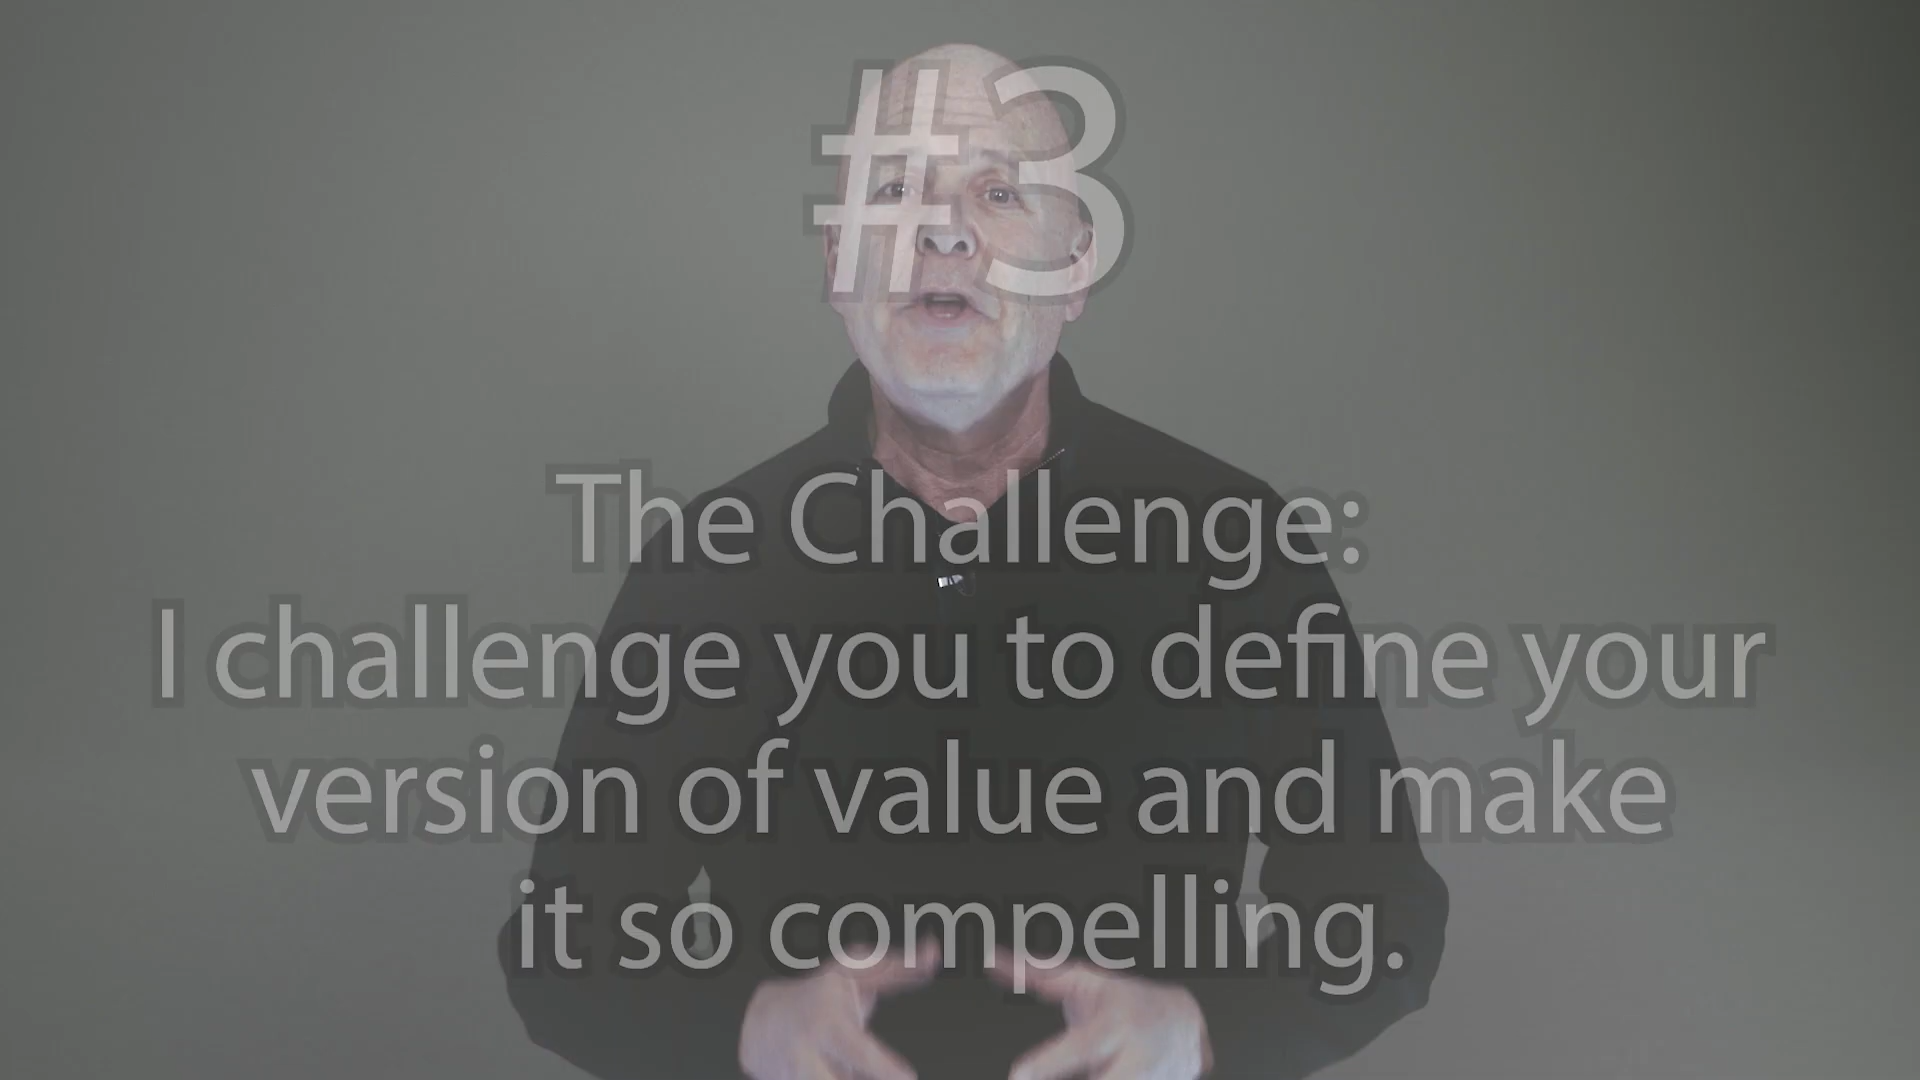 #3
The Challenge:
I challenge you to define your
version of value and make
it so compelling.